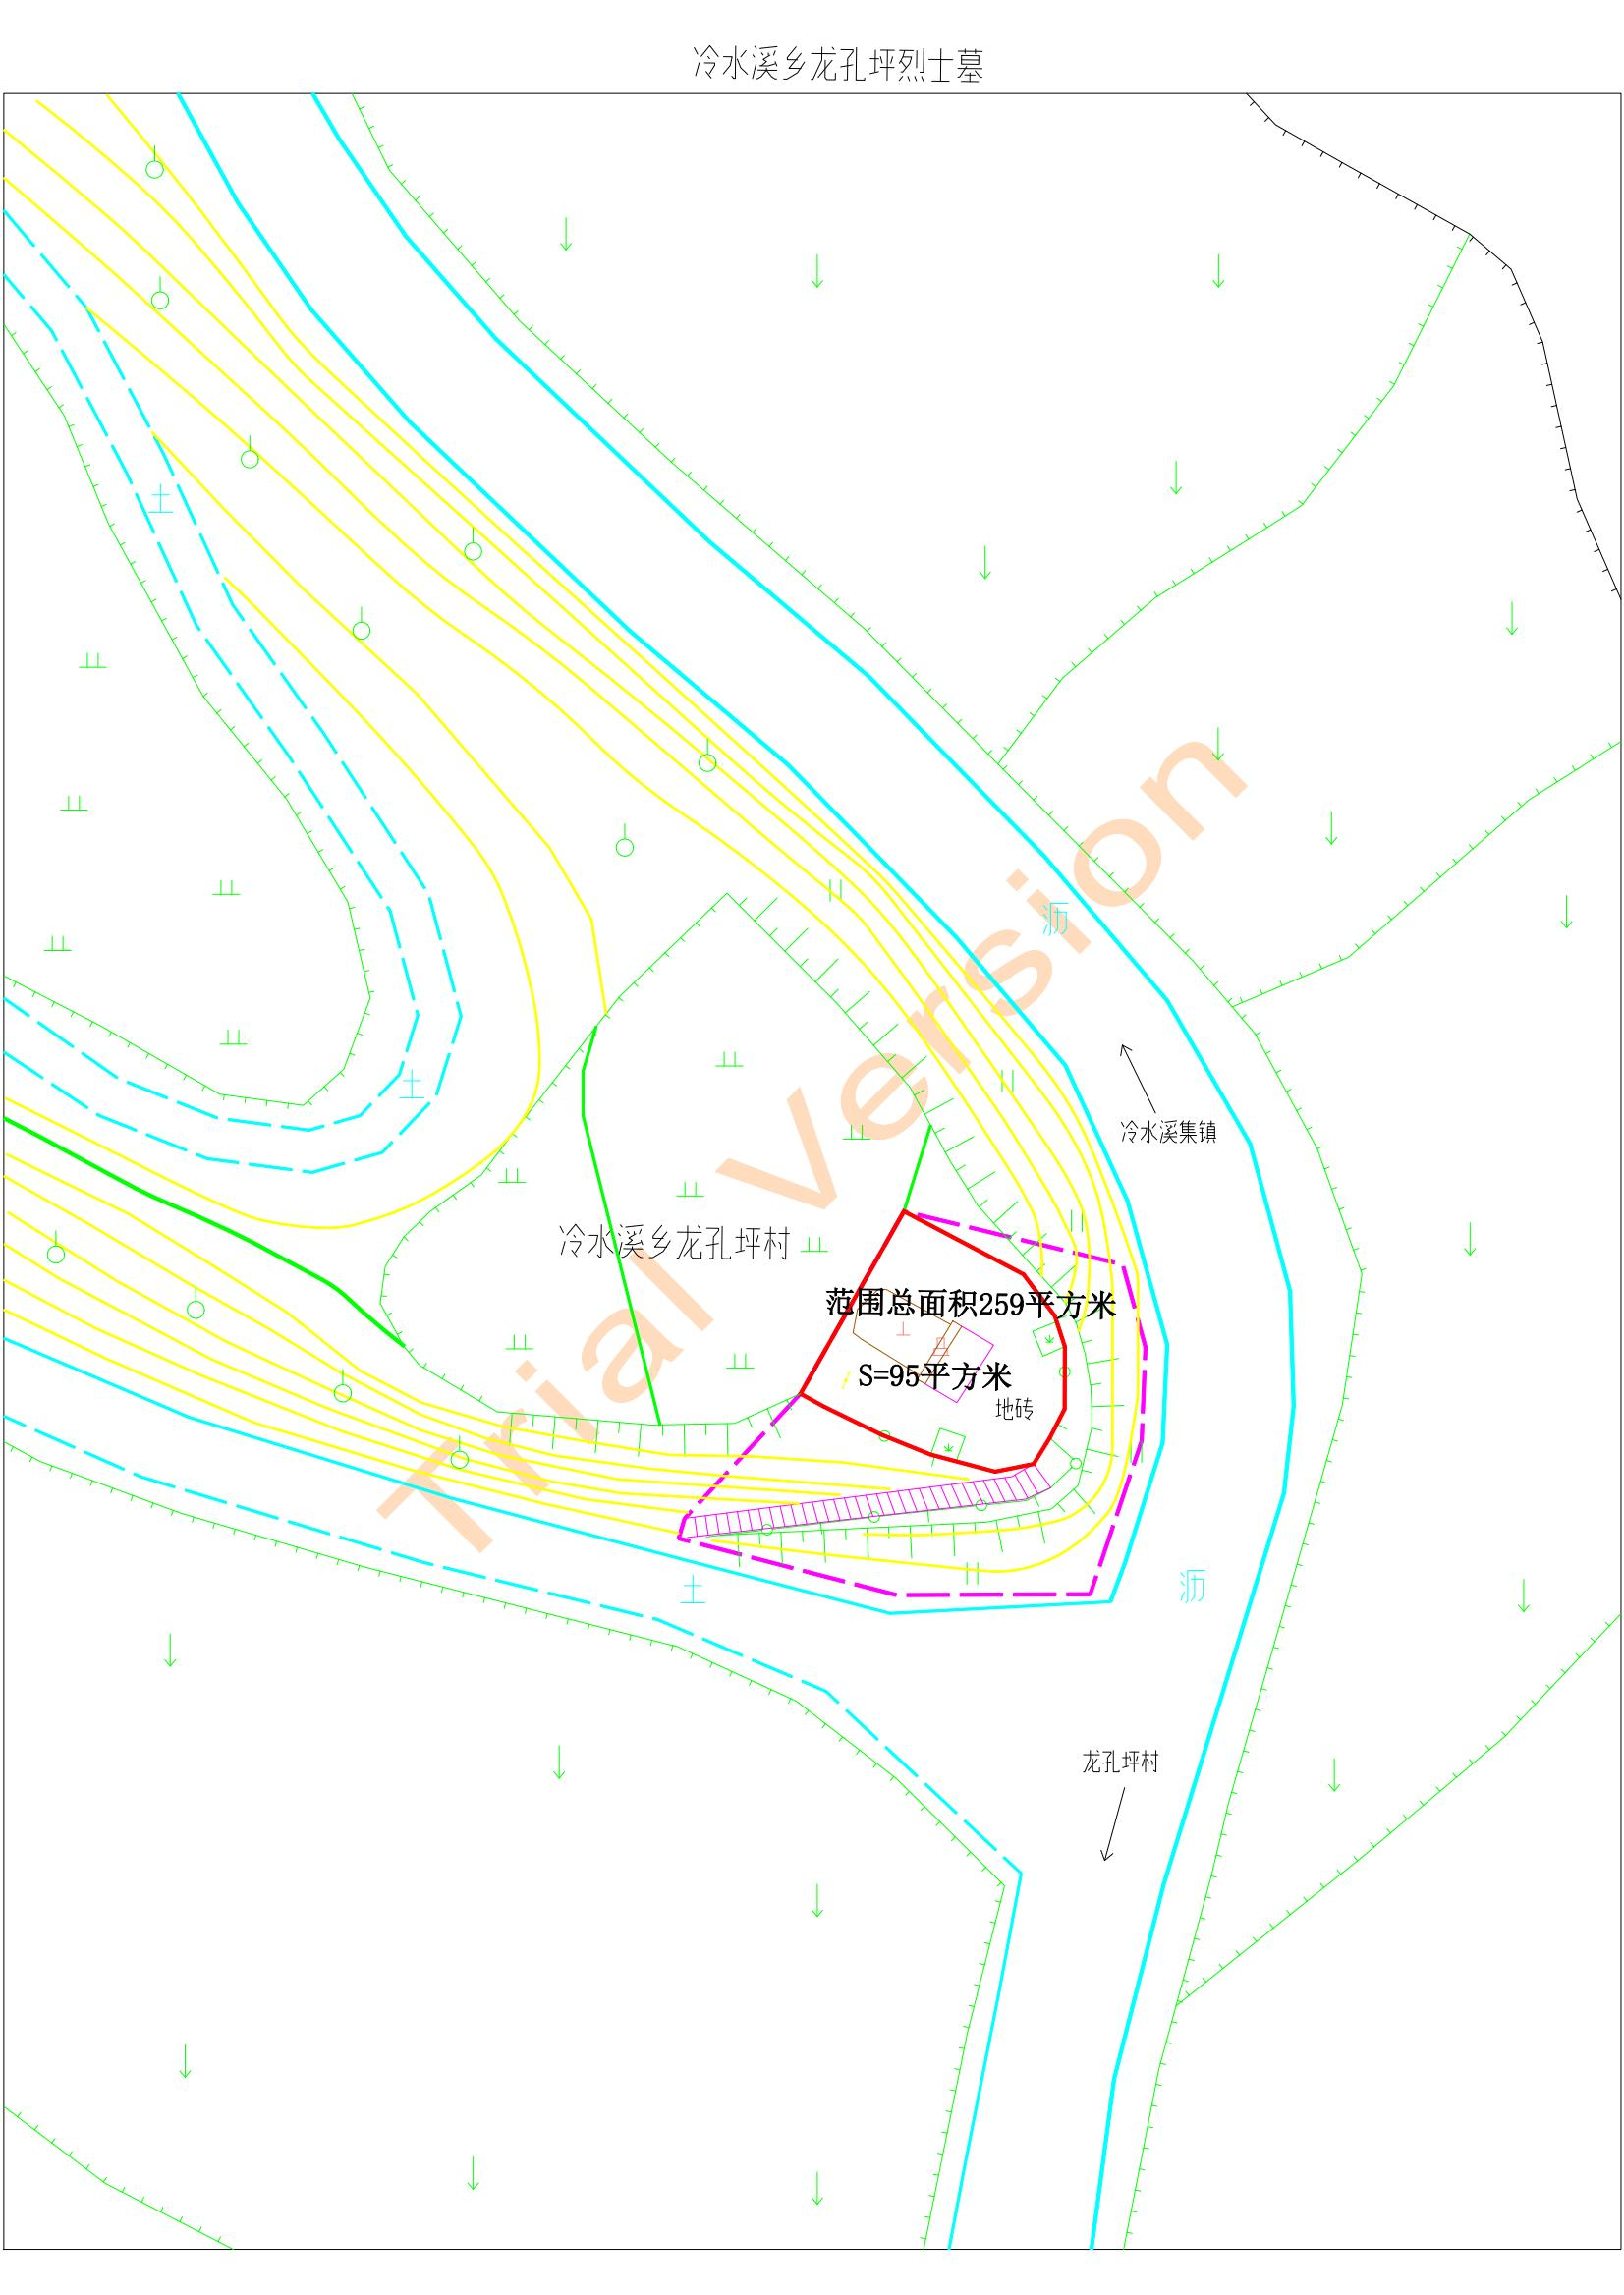 冷水溪乡龙孔坪烈士墓
土
沥
土
冷水溪集镇
冷水溪乡龙孔坪村
范围总面积259平方米
S=95平方米
地砖
土
沥
龙孔坪村
Trial Version